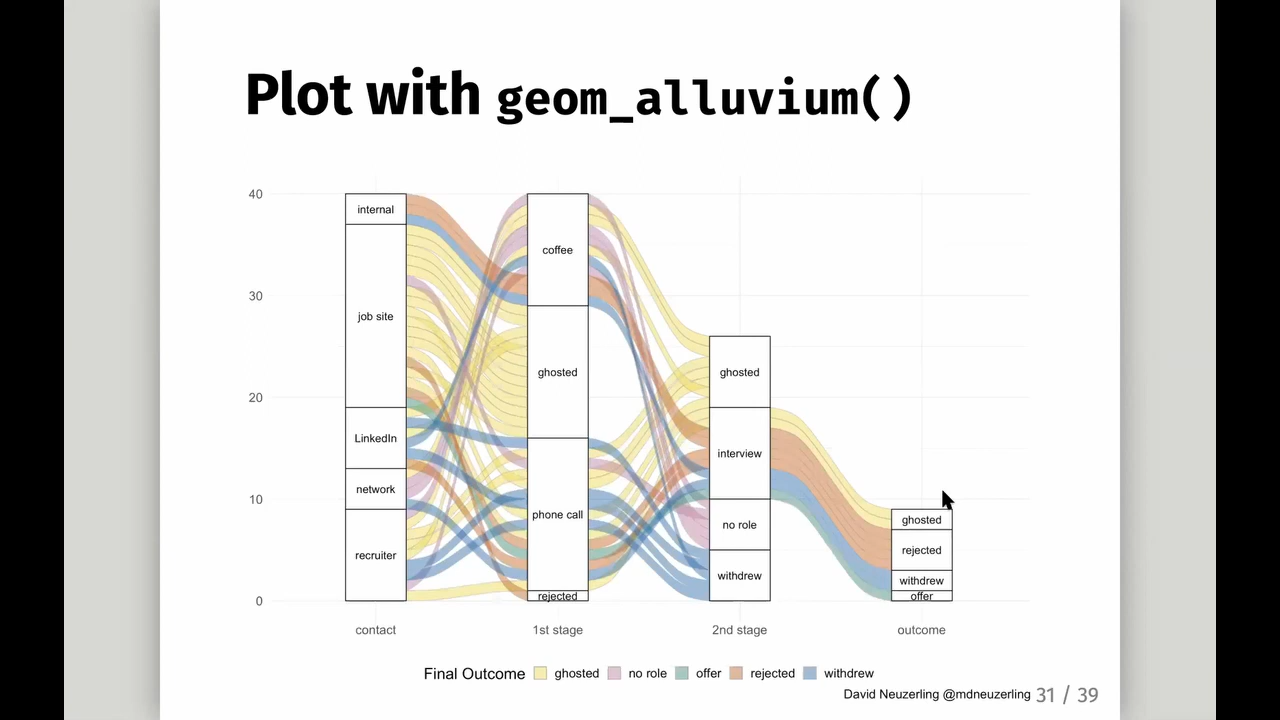 Plot with geom_alluvium()
40
30
20
10
0
internal
job site
LinkedIn
network
recruiter
coffee
ghosted
phone call
rejected
ghosted
interview
no role
withdrew
ghosted
rejected
withdrew
offer
contact 1st stage 2nd stage outcome
Final Outcome ghosted no role offer rejected withdrew
David Neuzerling @mdneuzerling 31 / 39